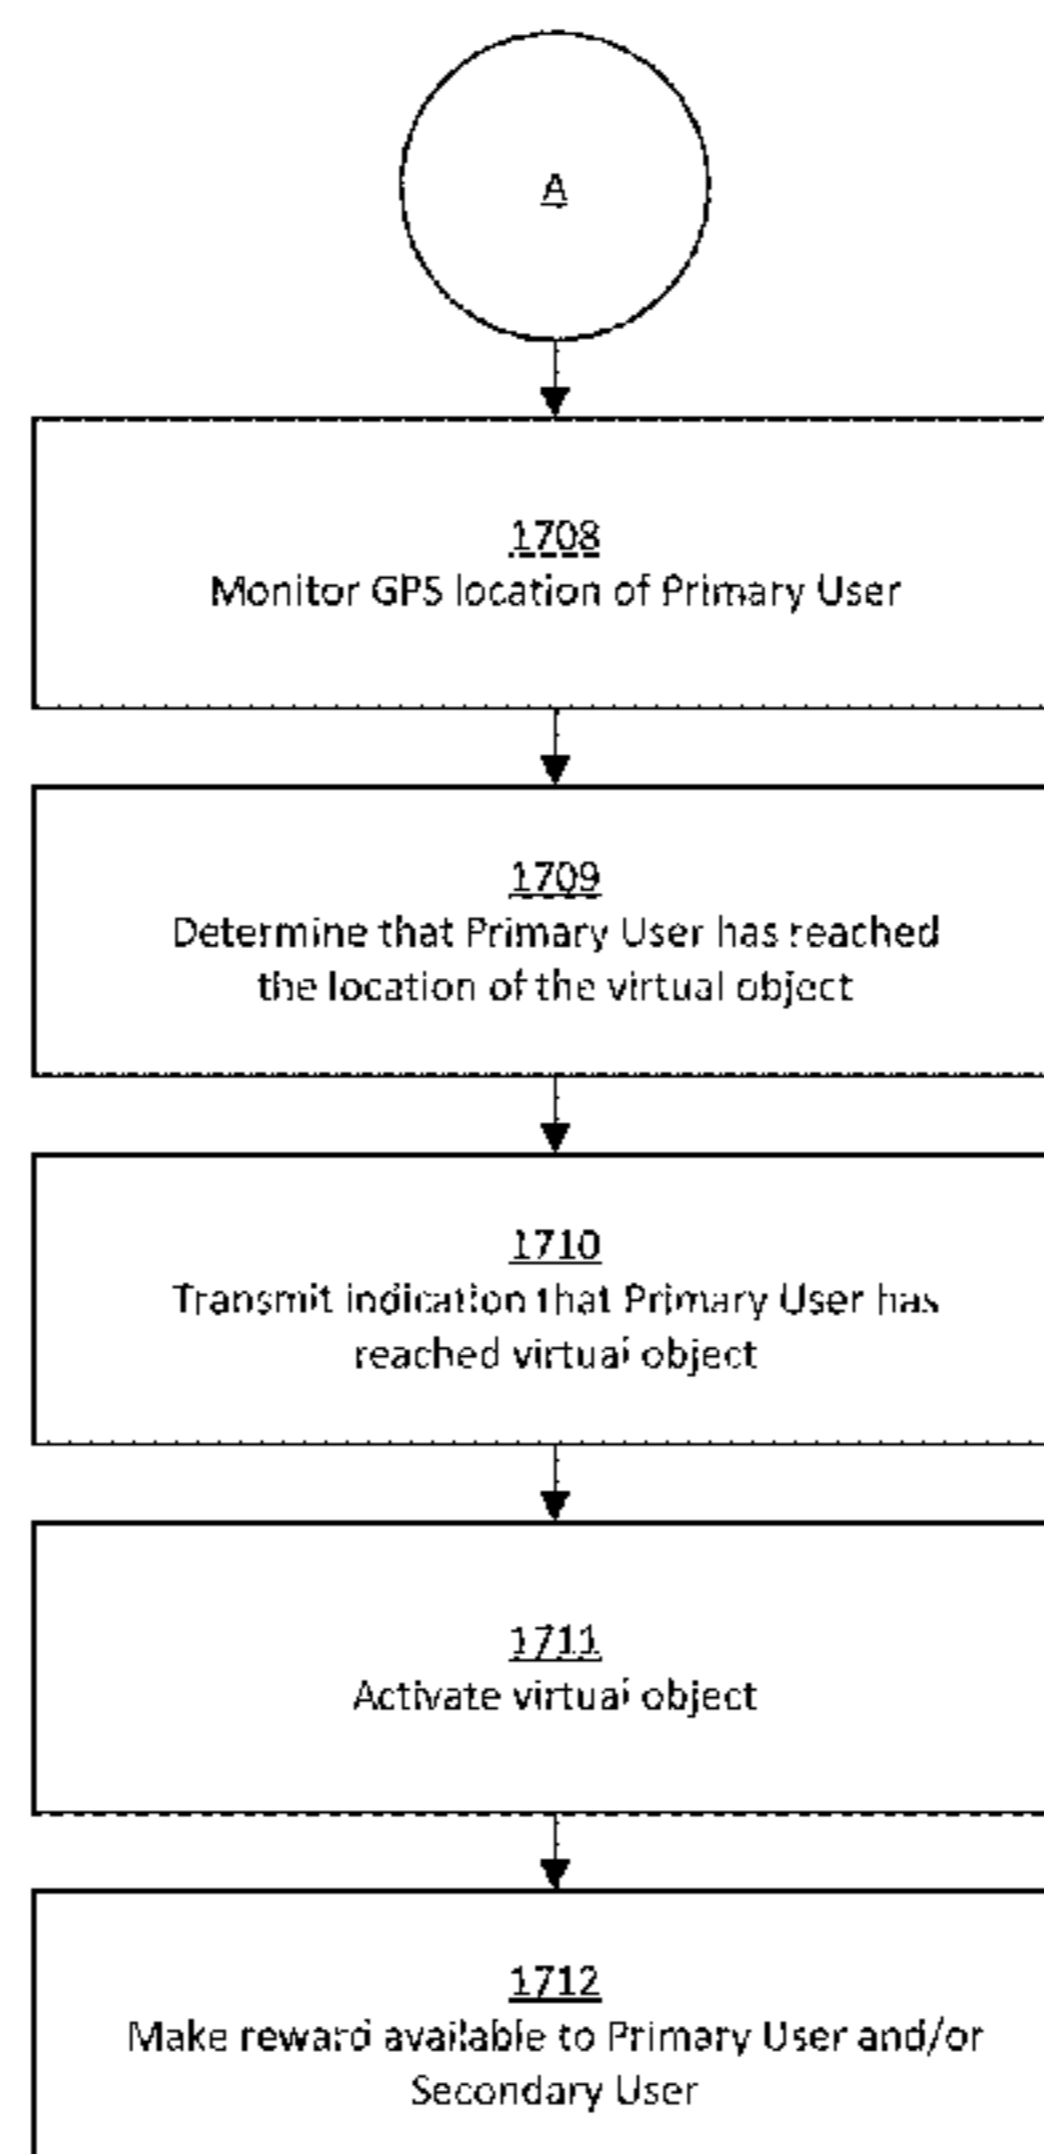 A
1708
Monitor GPS location of Primary User
1709
Determine that Primary User has reached
the location of the virtual object
1710
Transmit indication that Primary User has
reached virtual object
1711
Activate virtual object
1712
Make reward available to Primary User and/or
Secondary User